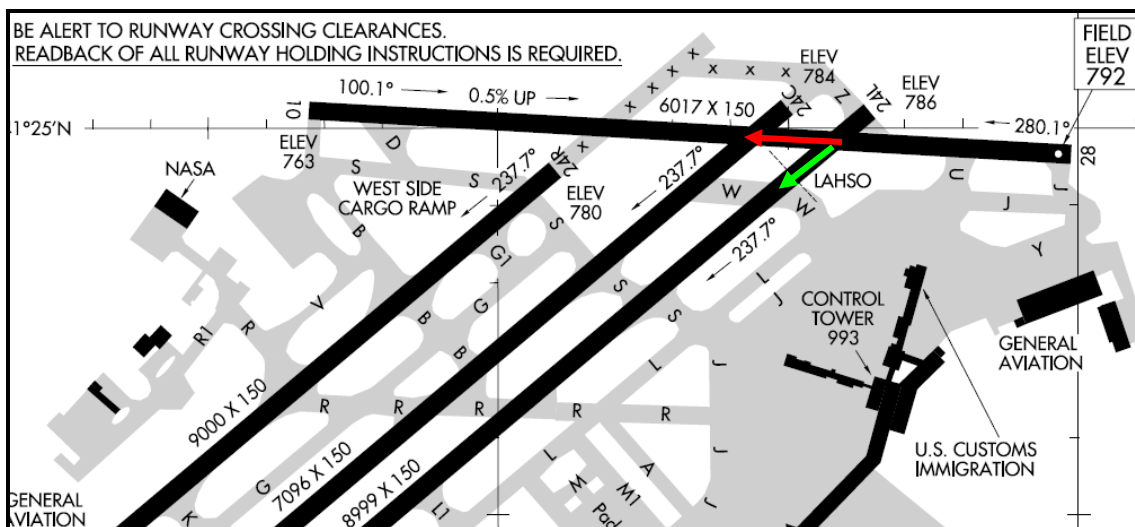 BE ALERT TO RUNWAY CROSSING CLEARANCES.
READBACK OF ALL RUNWAY HOLDING INSTRUCTIONS IS REQUIRED.
FIELD
ELEV
792
ELEV
784
ELEV
786
x x x x x x x x x
Z
24C
24L
100.1°
0.5% UP
6017 X 150
280.1°
10
28
1°25'N
ELEV
763
D
S
S
NASA
WEST SIDE
CARGO RAMP
237.7°
24R
ELEV
780
237.7°
W
W
LAHSO
U
J
J
237.7°
B
S
G1
Y
V
G
S
L
J
CONTROL
TOWER
993
R1
R
B
B
S
L
J
GENERAL
AVIATION
9000 X 150
R
R
R
R
R
J
7096 X 150
8999 X 150
G
L
A
M
M1
Pad
J
U.S. CUSTOMS
IMMIGRATION
GENERAL
AVIATION
K
L1